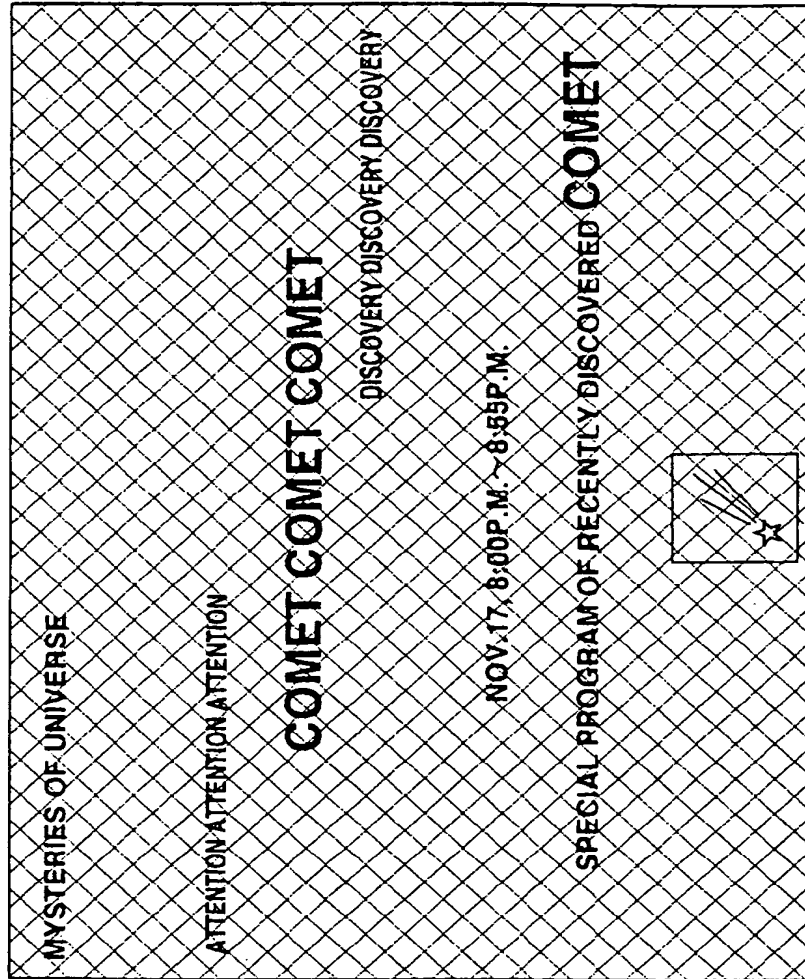 MYSTERIES OF UNIVERSE
ATTENTION ATTENTION ATTENTION
COMET COMET COMET
DISCOVERY DISCOVERY DISCOVERY
NOV.17, 8:00P.M.~8:55P.M.
SPECIAL PROGRAM OF RECENTLY DISCOVERED COMET